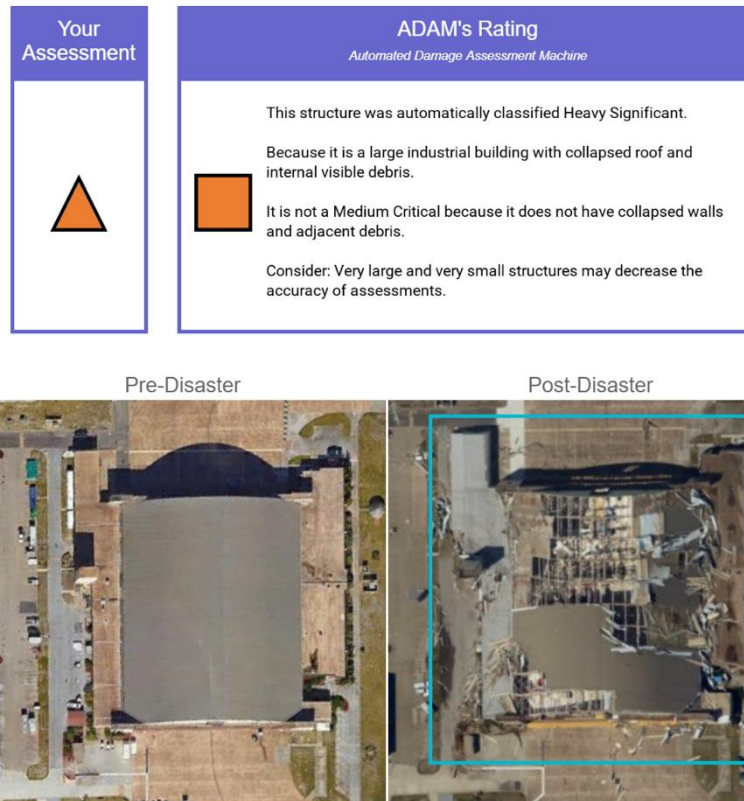 Your
Assessment
ADAM's Rating
Automated Damage Assessment Machine
This structure was automatically classified Heavy Significant.
Because it is a large industrial building with collapsed roof and
internal visible debris.
It is not a Medium Critical because it does not have collapsed walls
and adjacent debris.
Consider: Very large and very small structures may decrease the
accuracy of assessments.
Pre-Disaster
Post-Disaster